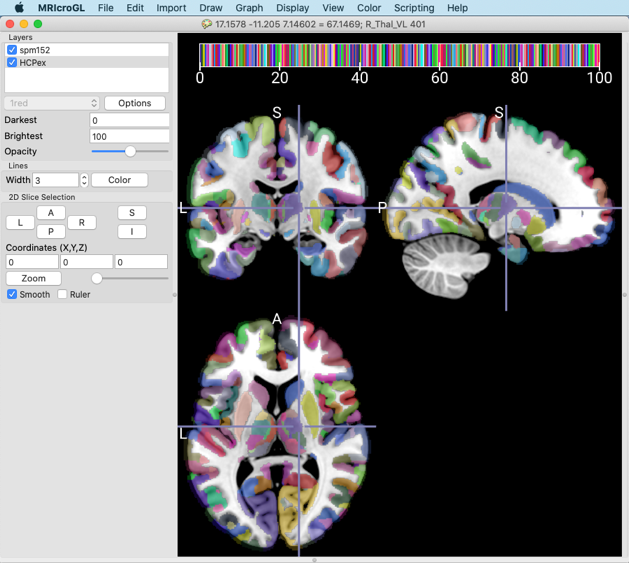 MRIcroGL File Edit Import Draw Graph Display View Color Scripting Help
17.1578 -11.205 7.14602 = 67.1469; R_Thal_VL 401
Layers
spm152
HCPex
1red Options
Darkest 0
Brightest 100
Opacity
Lines
Width 3 Color
2D Slice Selection
A S
L R
P I
Coordinates (X,Y,Z)
0 0 0
Zoom
Smooth Ruler
0 20 40 60 80 100
S S
L P
A
L